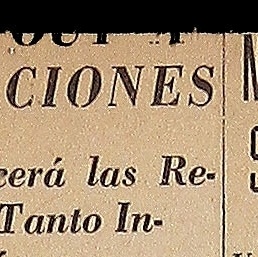 CIONES
cerá las Re-
Tanto In-